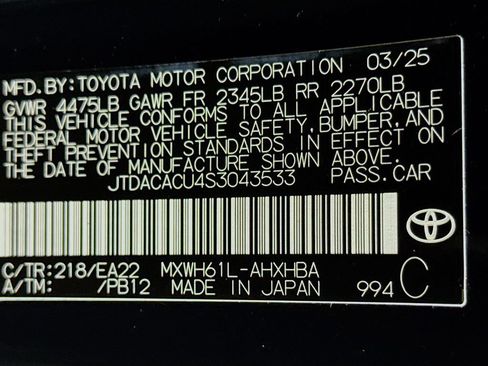 MFD.BY:TOYOTA MOTOR CORPORATION 03/25
GVWR 4475LB GAWR FR 2345LB RR 2270LB
THIS VEHICLE CONFORMS TO ALL APPLICABLE
FEDERAL MOTOR VEHICLE SAFETY,BUMPER,AND
THEFT PREVENTION STANDARDS IN EFFECT ON
THE DATE OF MANUFACTURE SHOWN ABOVE.
JTDACACU4S3043533 PASS.CAR
C/TR:218/EA22 MXWH61L-AHXHBA
A/TM: /PB12 MADE IN JAPAN 994 C